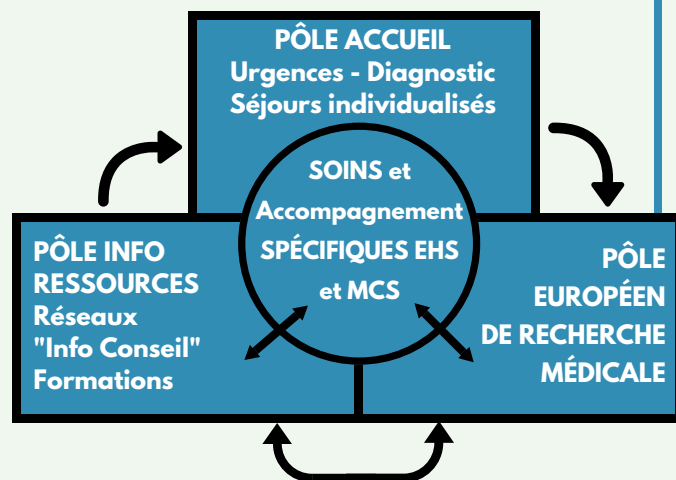 PÔLE ACCUEIL
Urgences - Diagnostic
Séjours individualisés
SOINS et
Accompagnement
SPÉCIFIQUES EHS
et MCS
PÔLE INFO
RESSOURCES
Réseaux
"Info Conseil"
Formations
PÔLE
EUROPÉEN
DE RECHERCHE
MÉDICALE